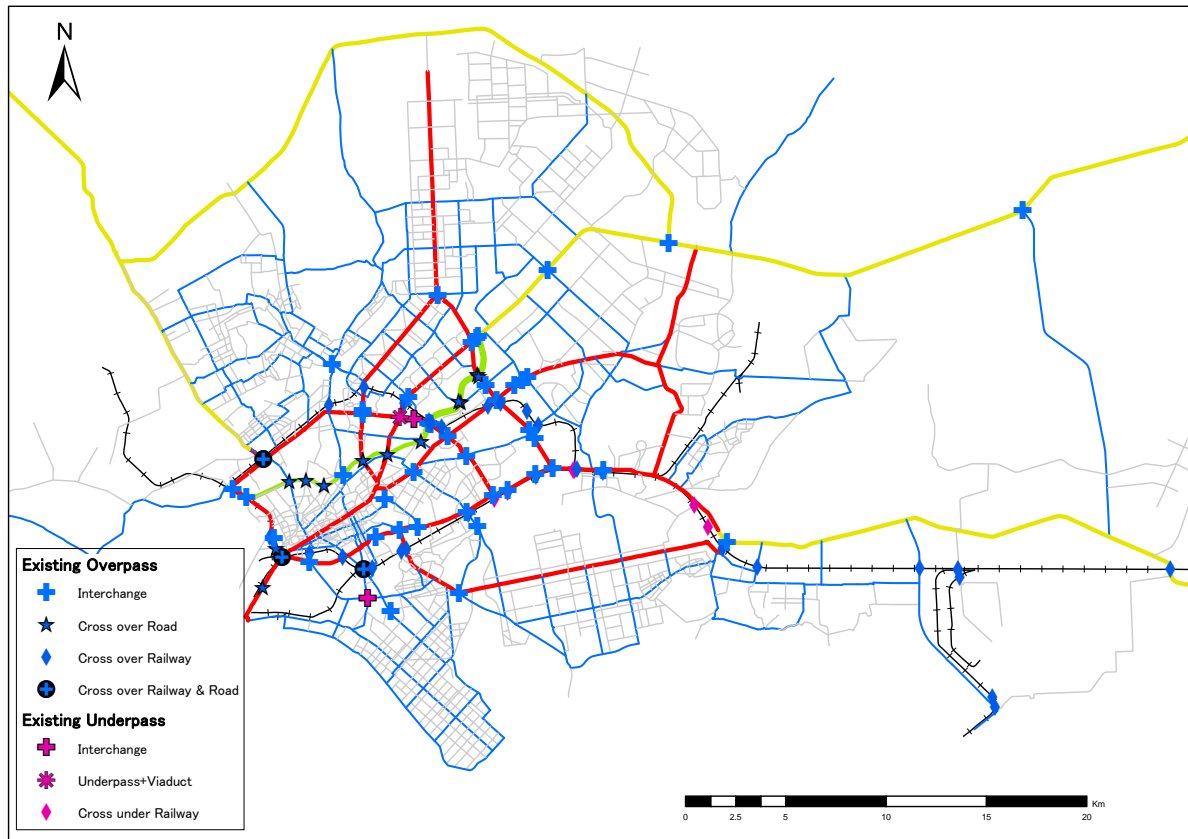 N
Existing Overpass
Interchange
Cross over Road
Cross over Railway
Cross over Railway & Road
Existing Underpass
Interchange
Underpass+Viaduct
Cross under Railway
Km
0 2.5 5 10 15 20